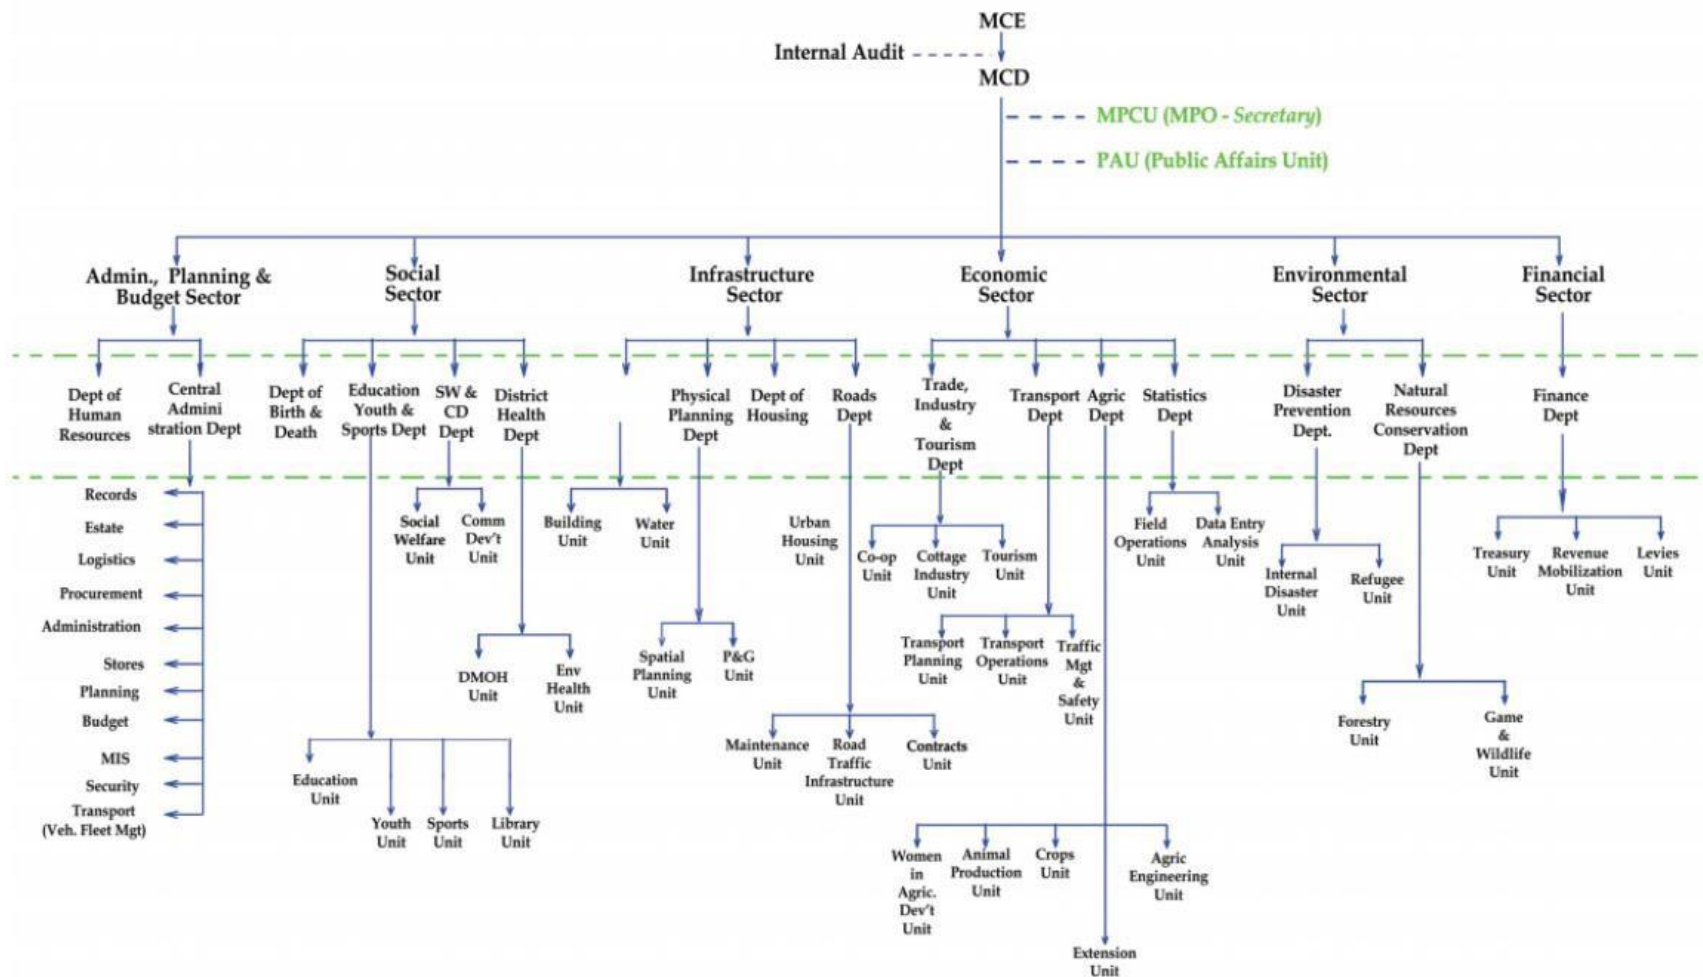 MCE
Internal Audit
MCD
MPCU (MPO - Secretary)
PAU (Public Affairs Unit)
Admin., Planning &
Budget Sector
Social
Sector
Infrastructure
Sector
Economic
Sector
Environmental
Sector
Financial
Sector
Dept of
Human
Resources
Central
Admini
stration Dept
Dept of
Birth &
Death
Education
Youth &
Sports Dept
SW &
CD
Dept
District
Health
Dept
Physical
Planning
Dept
Dept of
Housing
Roads
Dept
Trade,
Industry
&
Tourism
Dept
Transport
Dept
Agric
Dept
Statistics
Dept
Disaster
Prevention
Dept.
Natural
Resources
Conservation
Dept
Finance
Dept
Records
Estate
Logistics
Procurement
Administration
Stores
Planning
Budget
MIS
Security
Transport
(Veh. Fleet Mgt)
Social
Welfare
Unit
Comm
Dev't
Unit
Building
Unit
Water
Unit
Urban
Housing
Unit
Co-op
Unit
Cottage
Industry
Unit
Tourism
Unit
Field
Operations
Unit
Data Entry
Analysis
Unit
Internal
Disaster
Unit
Refugee
Unit
Treasury
Unit
Revenue
Mobilization
Unit
Levies
Unit
DMOH
Unit
Env
Health
Unit
Spatial
Planning
Unit
P&G
Unit
Transport
Planning
Unit
Transport
Operations
Unit
Traffic
Mgt
&
Safety
Unit
Forestry
Unit
Game
&
Wildlife
Unit
Education
Unit
Youth
Unit
Sports
Unit
Library
Unit
Maintenance
Unit
Road
Traffic
Infrastructure
Unit
Contracts
Unit
Women
in
Agric.
Dev't
Unit
Animal
Production
Unit
Crops
Unit
Agric
Engineering
Unit
Extension
Unit